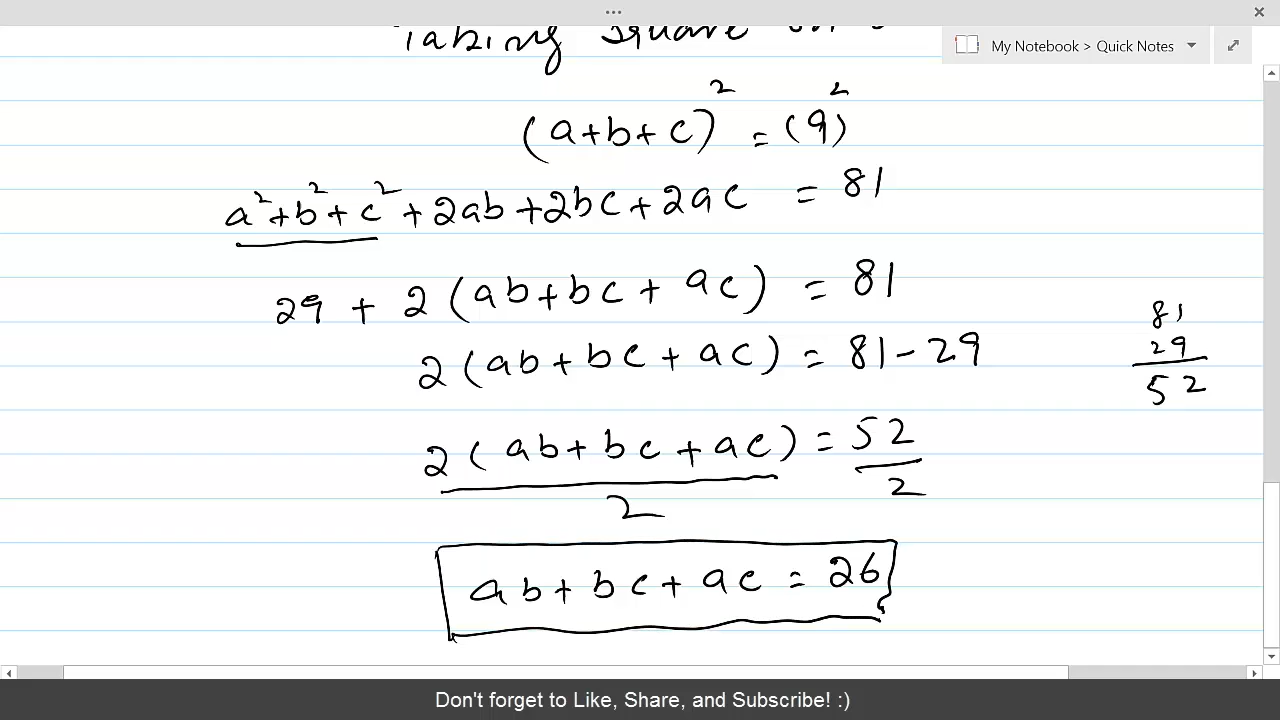 Taking Square on
My Notebook > Quick Notes
(a+b+c)² = (9)²
a²+b²+c²+2ab+2bc+2ac = 81
29 + 2(ab+bc+ac) = 81
2(ab+bc+ac) = 81-29
81
29
52
2(ab+bc+ac) = 52
2 2
ab+bc+ac = 26
Don't forget to Like, Share, and Subscribe! :)